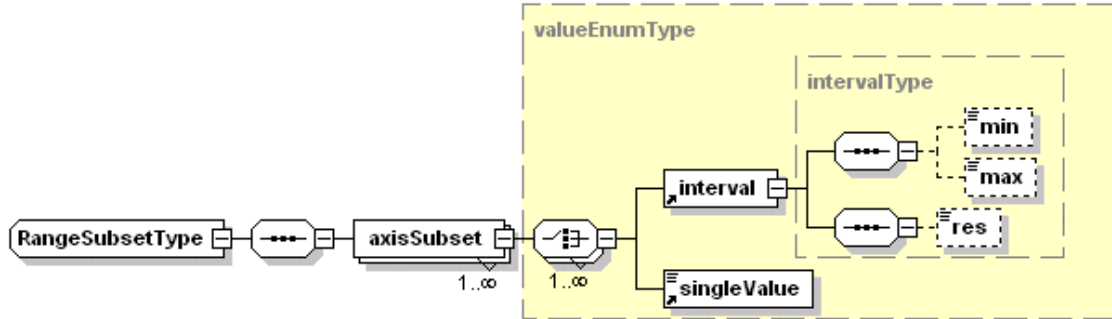 valueEnumType
intervalType
min
interval
max
RangeSubsetType
axisSubset
res
1..∞
1..∞
singleValue